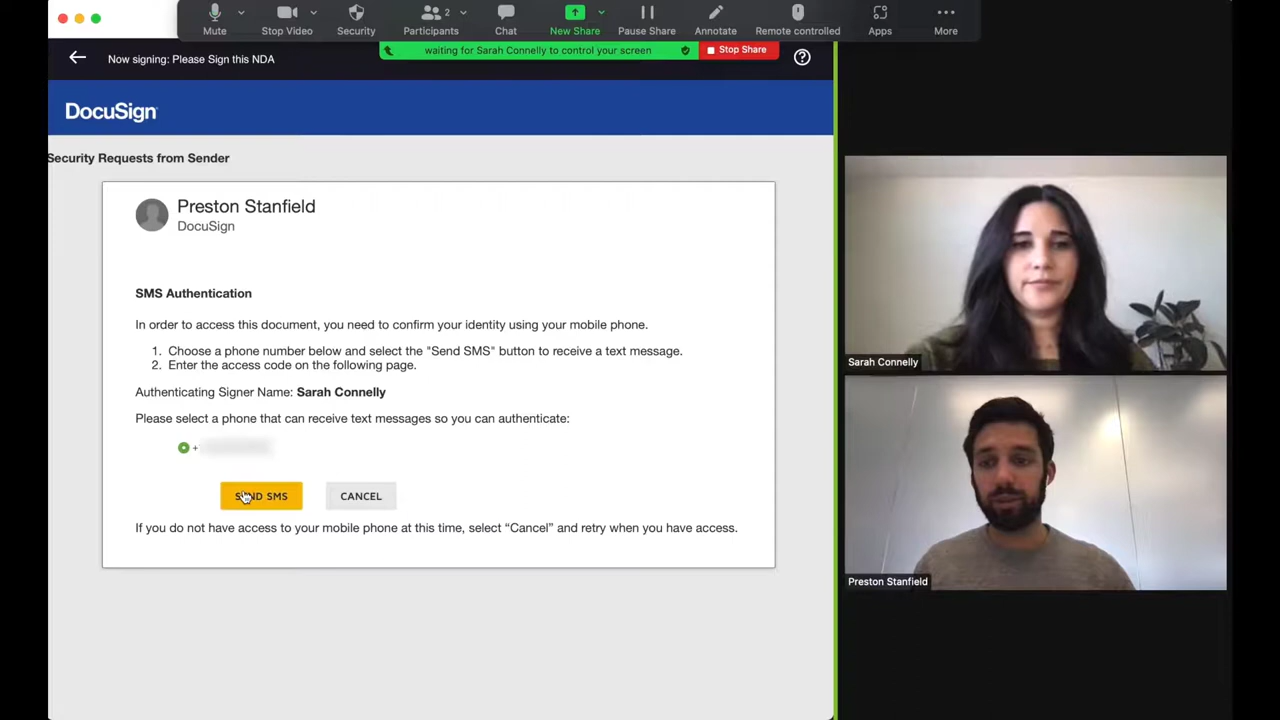 Mute
Stop Video
Security
Participants
2
Chat
New Share
Pause Share
Annotate
Remote controlled
Apps
More
waiting for Sarah Connelly to control your screen
Stop Share
Now signing: Please Sign this NDA
DocuSign
Security Requests from Sender
Preston Stanfield
DocuSign
SMS Authentication
In order to access this document, you need to confirm your identity using your mobile phone.
1. Choose a phone number below and select the "Send SMS" button to receive a text message.
2. Enter the access code on the following page.
Authenticating Signer Name: Sarah Connelly
Please select a phone that can receive text messages so you can authenticate:
+
SEND SMS
CANCEL
If you do not have access to your mobile phone at this time, select “Cancel” and retry when you have access.
Sarah Connelly
Preston Stanfield